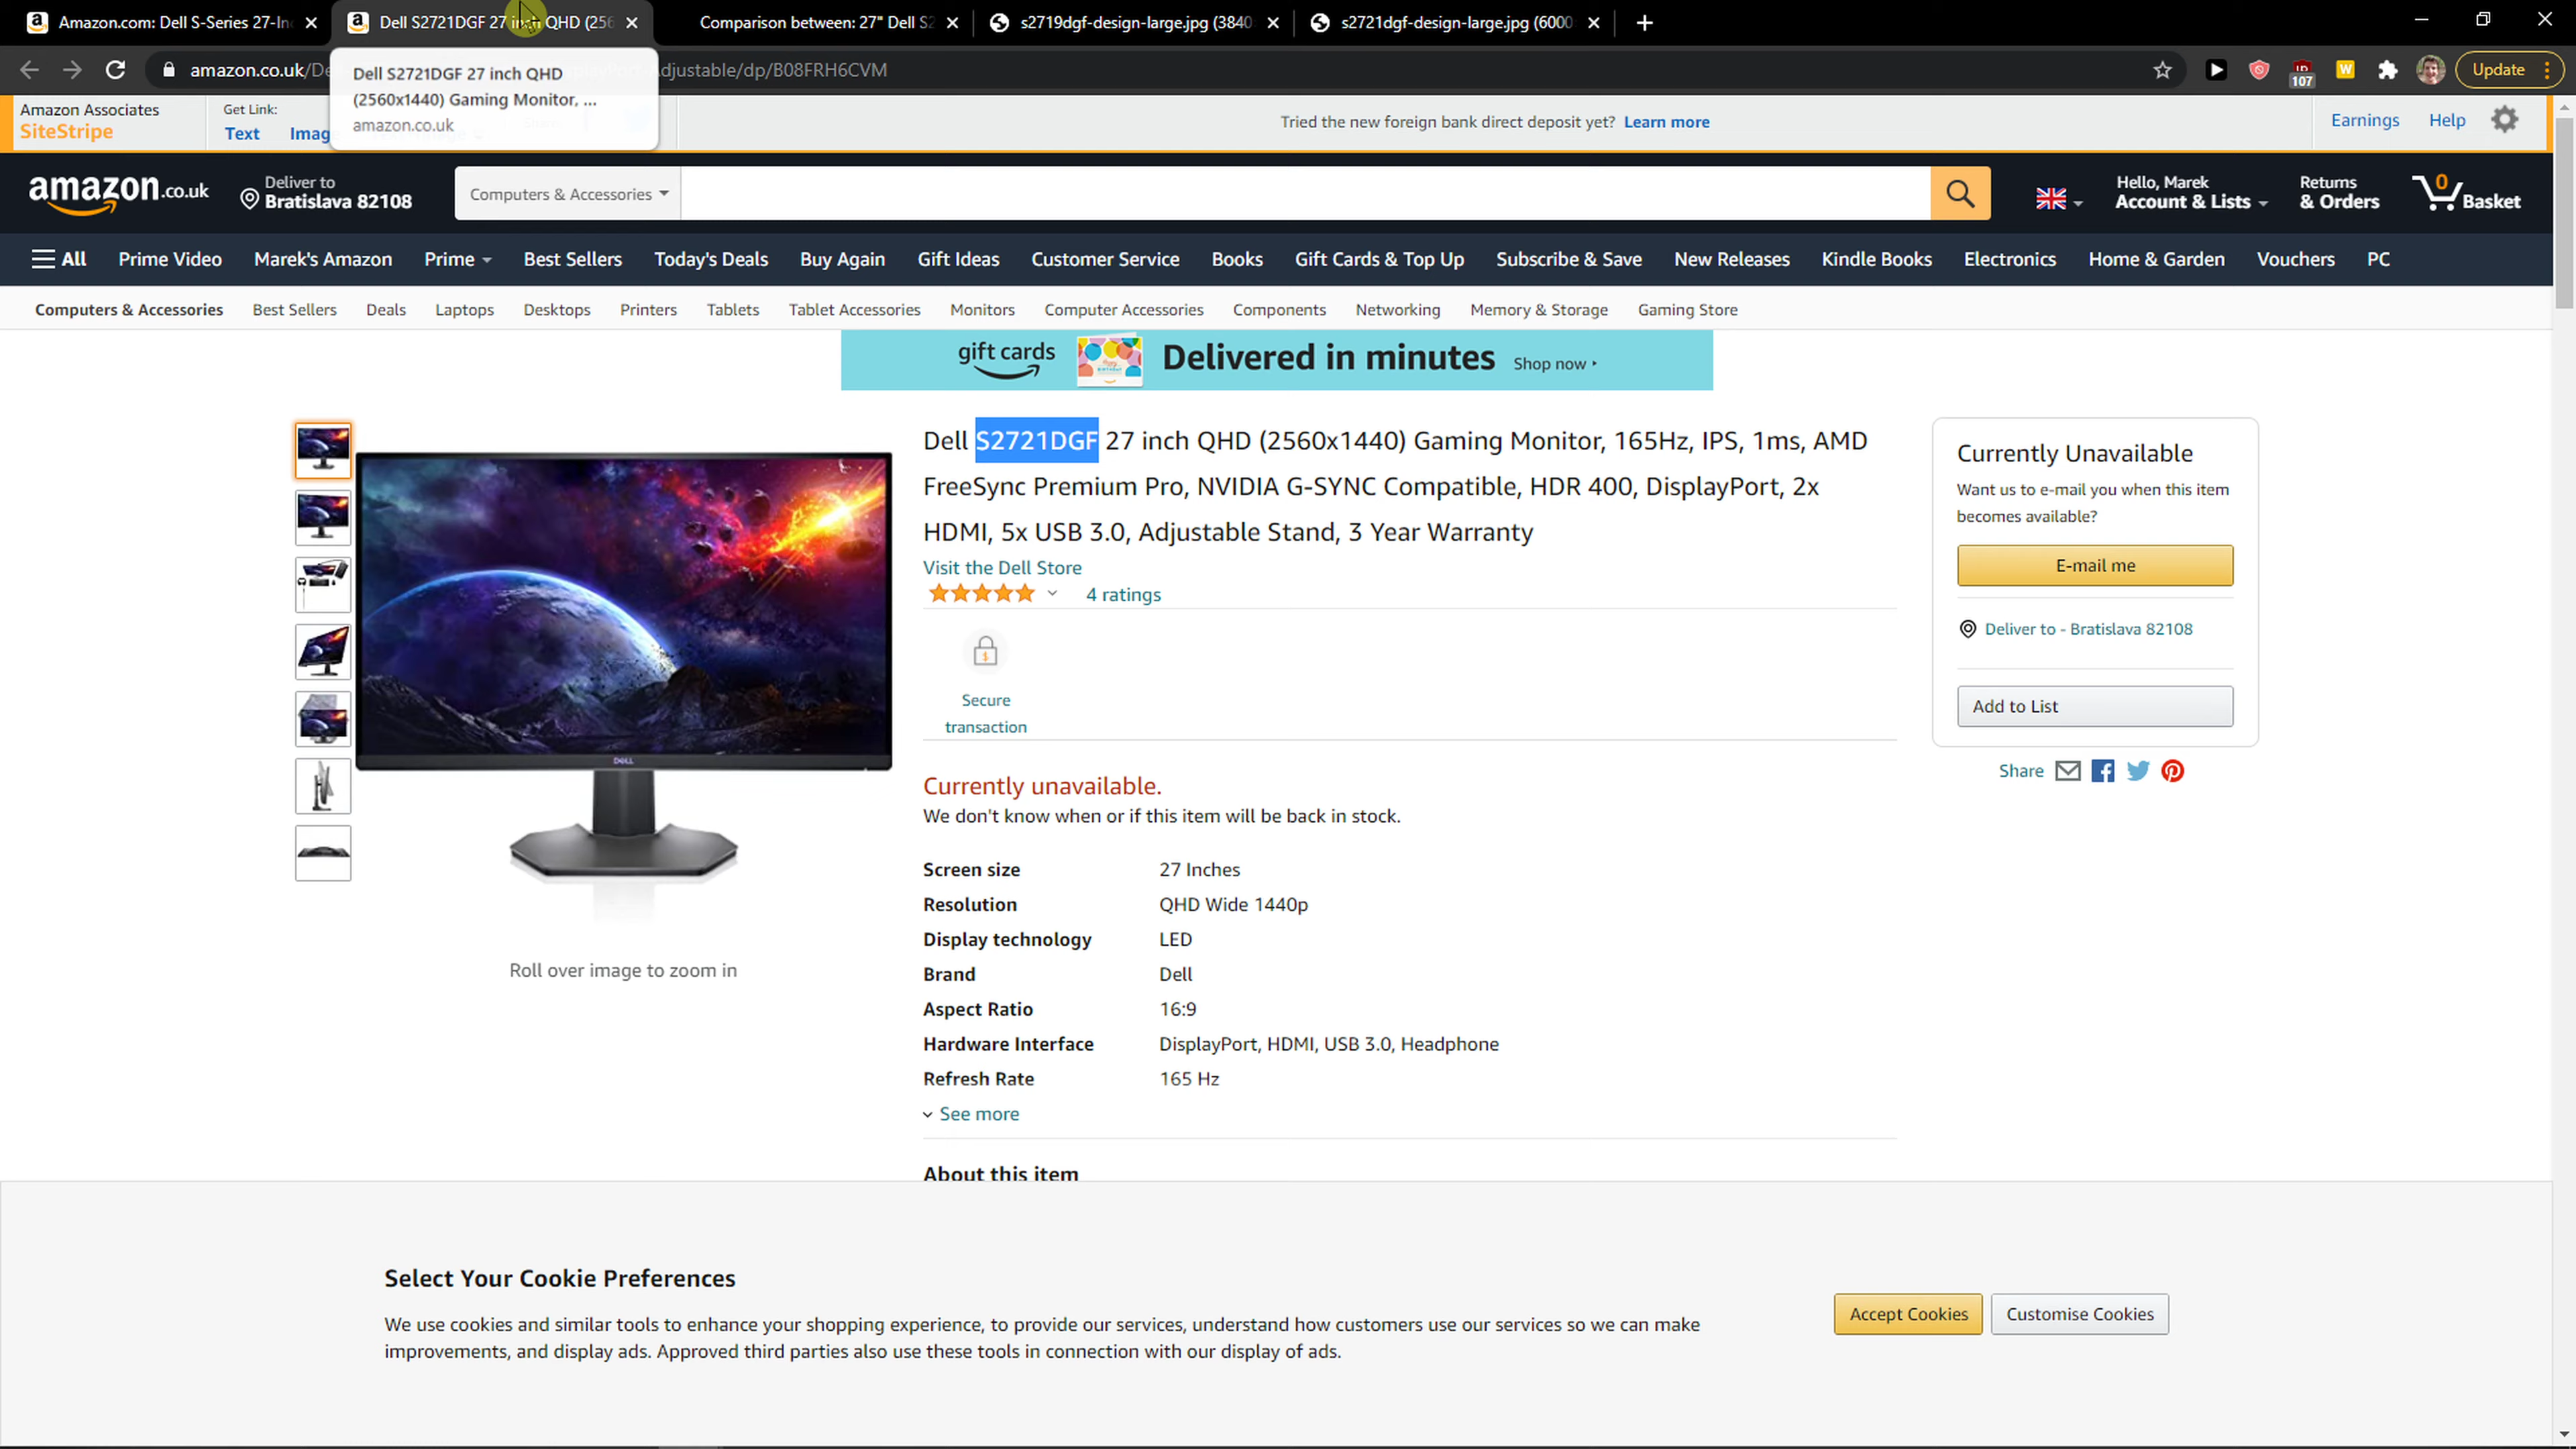 Amazon.com: Dell S-Series 27-In
Dell S2721DGF 27 inch QHD (256
Comparison between: 27" Dell S2
s2719dgf-design-large.jpg (3840
s2721dgf-design-large.jpg (6000
amazon.co.uk/De
djustable/dp/B08FRH6CVM
107
W
Update
Dell S2721DGF 27 inch QHD
(2560x1440) Gaming Monitor, ...
amazon.co.uk
Amazon Associates
SiteStripe
Get Link:
Text
Imag
Tried the new foreign bank direct deposit yet? Learn more
Earnings
Help
amazon.co.uk
Deliver to
Bratislava 82108
Computers & Accessories
Hello, Marek
Account & Lists
Returns
& Orders
0
Basket
All
Prime Video
Marek's Amazon
Prime
Best Sellers
Today's Deals
Buy Again
Gift Ideas
Customer Service
Books
Gift Cards & Top Up
Subscribe & Save
New Releases
Kindle Books
Electronics
Home & Garden
Vouchers
PC
Computers & Accessories
Best Sellers
Deals
Laptops
Desktops
Printers
Tablets
Tablet Accessories
Monitors
Computer Accessories
Components
Networking
Memory & Storage
Gaming Store
gift cards
Delivered in minutes
Shop now
DELL
Roll over image to zoom in
Dell S2721DGF 27 inch QHD (2560x1440) Gaming Monitor, 165Hz, IPS, 1ms, AMD
FreeSync Premium Pro, NVIDIA G-SYNC Compatible, HDR 400, DisplayPort, 2x
HDMI, 5x USB 3.0, Adjustable Stand, 3 Year Warranty
Visit the Dell Store
4 ratings
Secure
transaction
Currently unavailable.
We don't know when or if this item will be back in stock.
Screen size 27 Inches
Resolution QHD Wide 1440p
Display technology LED
Brand Dell
Aspect Ratio 16:9
Hardware Interface DisplayPort, HDMI, USB 3.0, Headphone
Refresh Rate 165 Hz
See more
About this item
Currently Unavailable
Want us to e-mail you when this item
becomes available?
E-mail me
Deliver to - Bratislava 82108
Add to List
Share
Select Your Cookie Preferences
We use cookies and similar tools to enhance your shopping experience, to provide our services, understand how customers use our services so we can make
improvements, and display ads. Approved third parties also use these tools in connection with our display of ads.
Accept Cookies
Customise Cookies